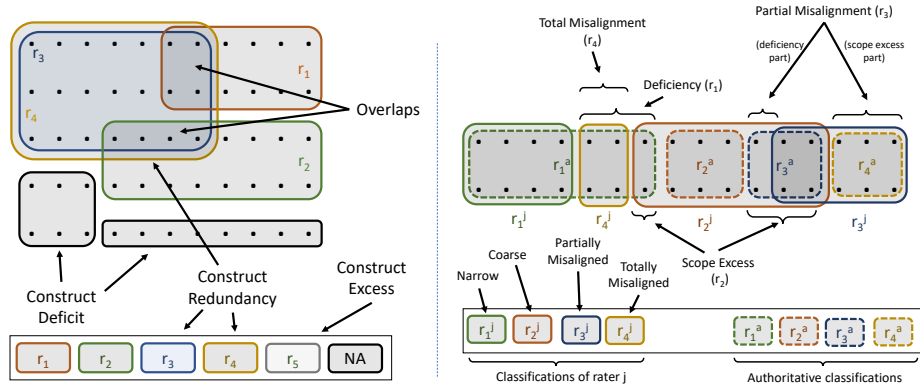 r3
r1
r4
Overlaps
r2
Construct
Deficit
Construct
Redundancy
Construct
Excess
r1 r2 r3 r4 r5 NA
Total Misalignment
(r4)
Partial Misalignment (r3)
(deficiency
part)
(scope excess
part)
Deficiency (r1)
r1a r2a r3a r4a
r1j r4j r2j r3j
Scope Excess
(r2)
Narrow
Coarse
Partially
Misaligned
Totally
Misaligned
r1j r2j r3j r4j r1a r2a r3a r4a
Classifications of rater j
Authoritative classifications